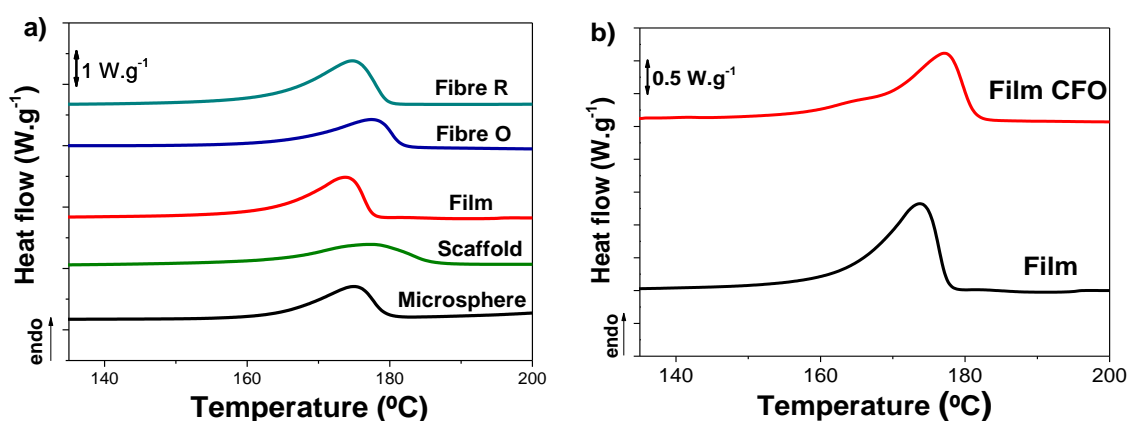 a)
1 W.g-1
Fibre R
Fibre O
Film
Scaffold
Microsphere
Heat flow (W.g-1)
endo
140 160 180 200
Temperature (ºC)
b)
0.5 W.g-1
Film CFO
Film
Heat flow (W.g-1)
endo
140 160 180 200
Temperature (ºC)